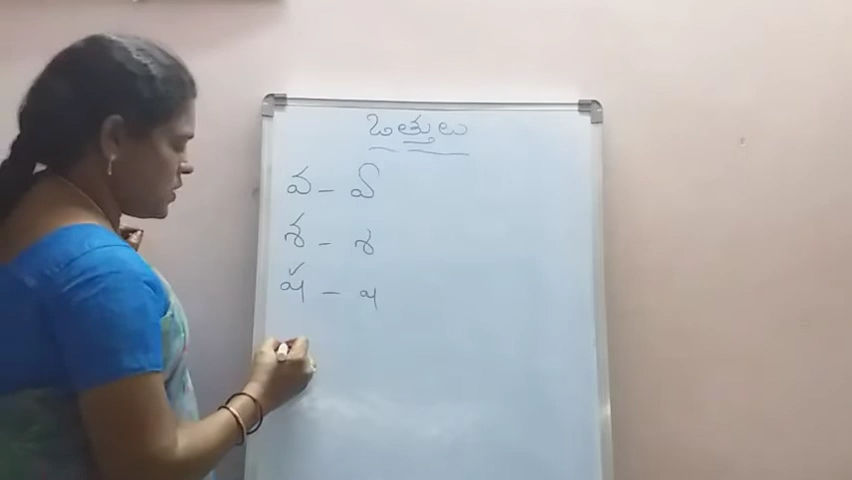 ఒత్తులు
వ - ్వ
శ - ్శ
ష - ్ష